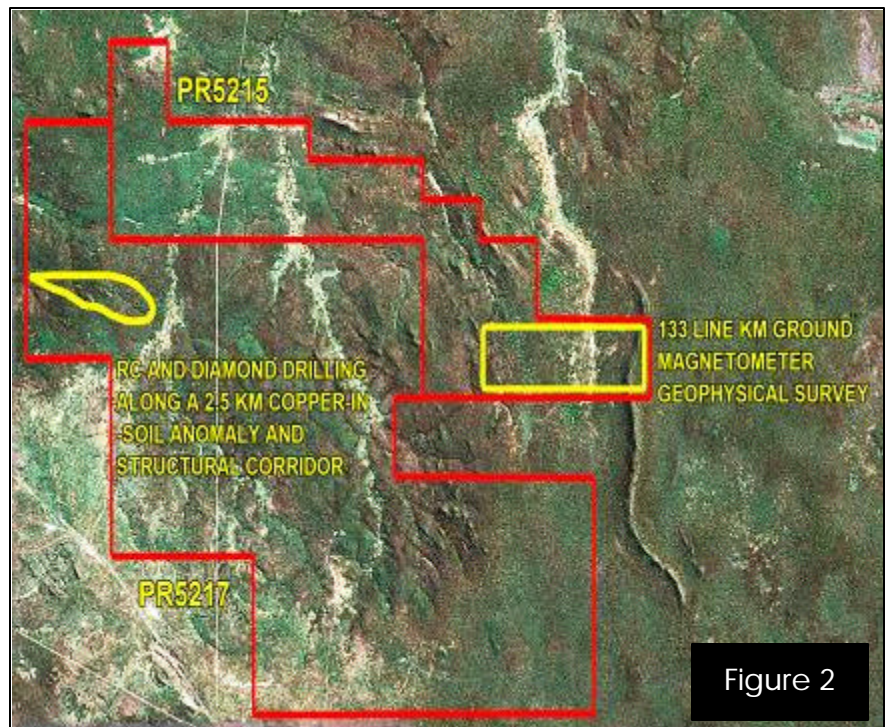 PR5215
133 LINE KM GROUND
MAGNETOMETER
GEOPHYSICAL SURVEY
RC AND DIAMOND DRILLING
ALONG A 2.5 KM COPPER-IN
-SOIL ANOMALY AND
STRUCTURAL CORRIDOR
PR5217
Figure 2